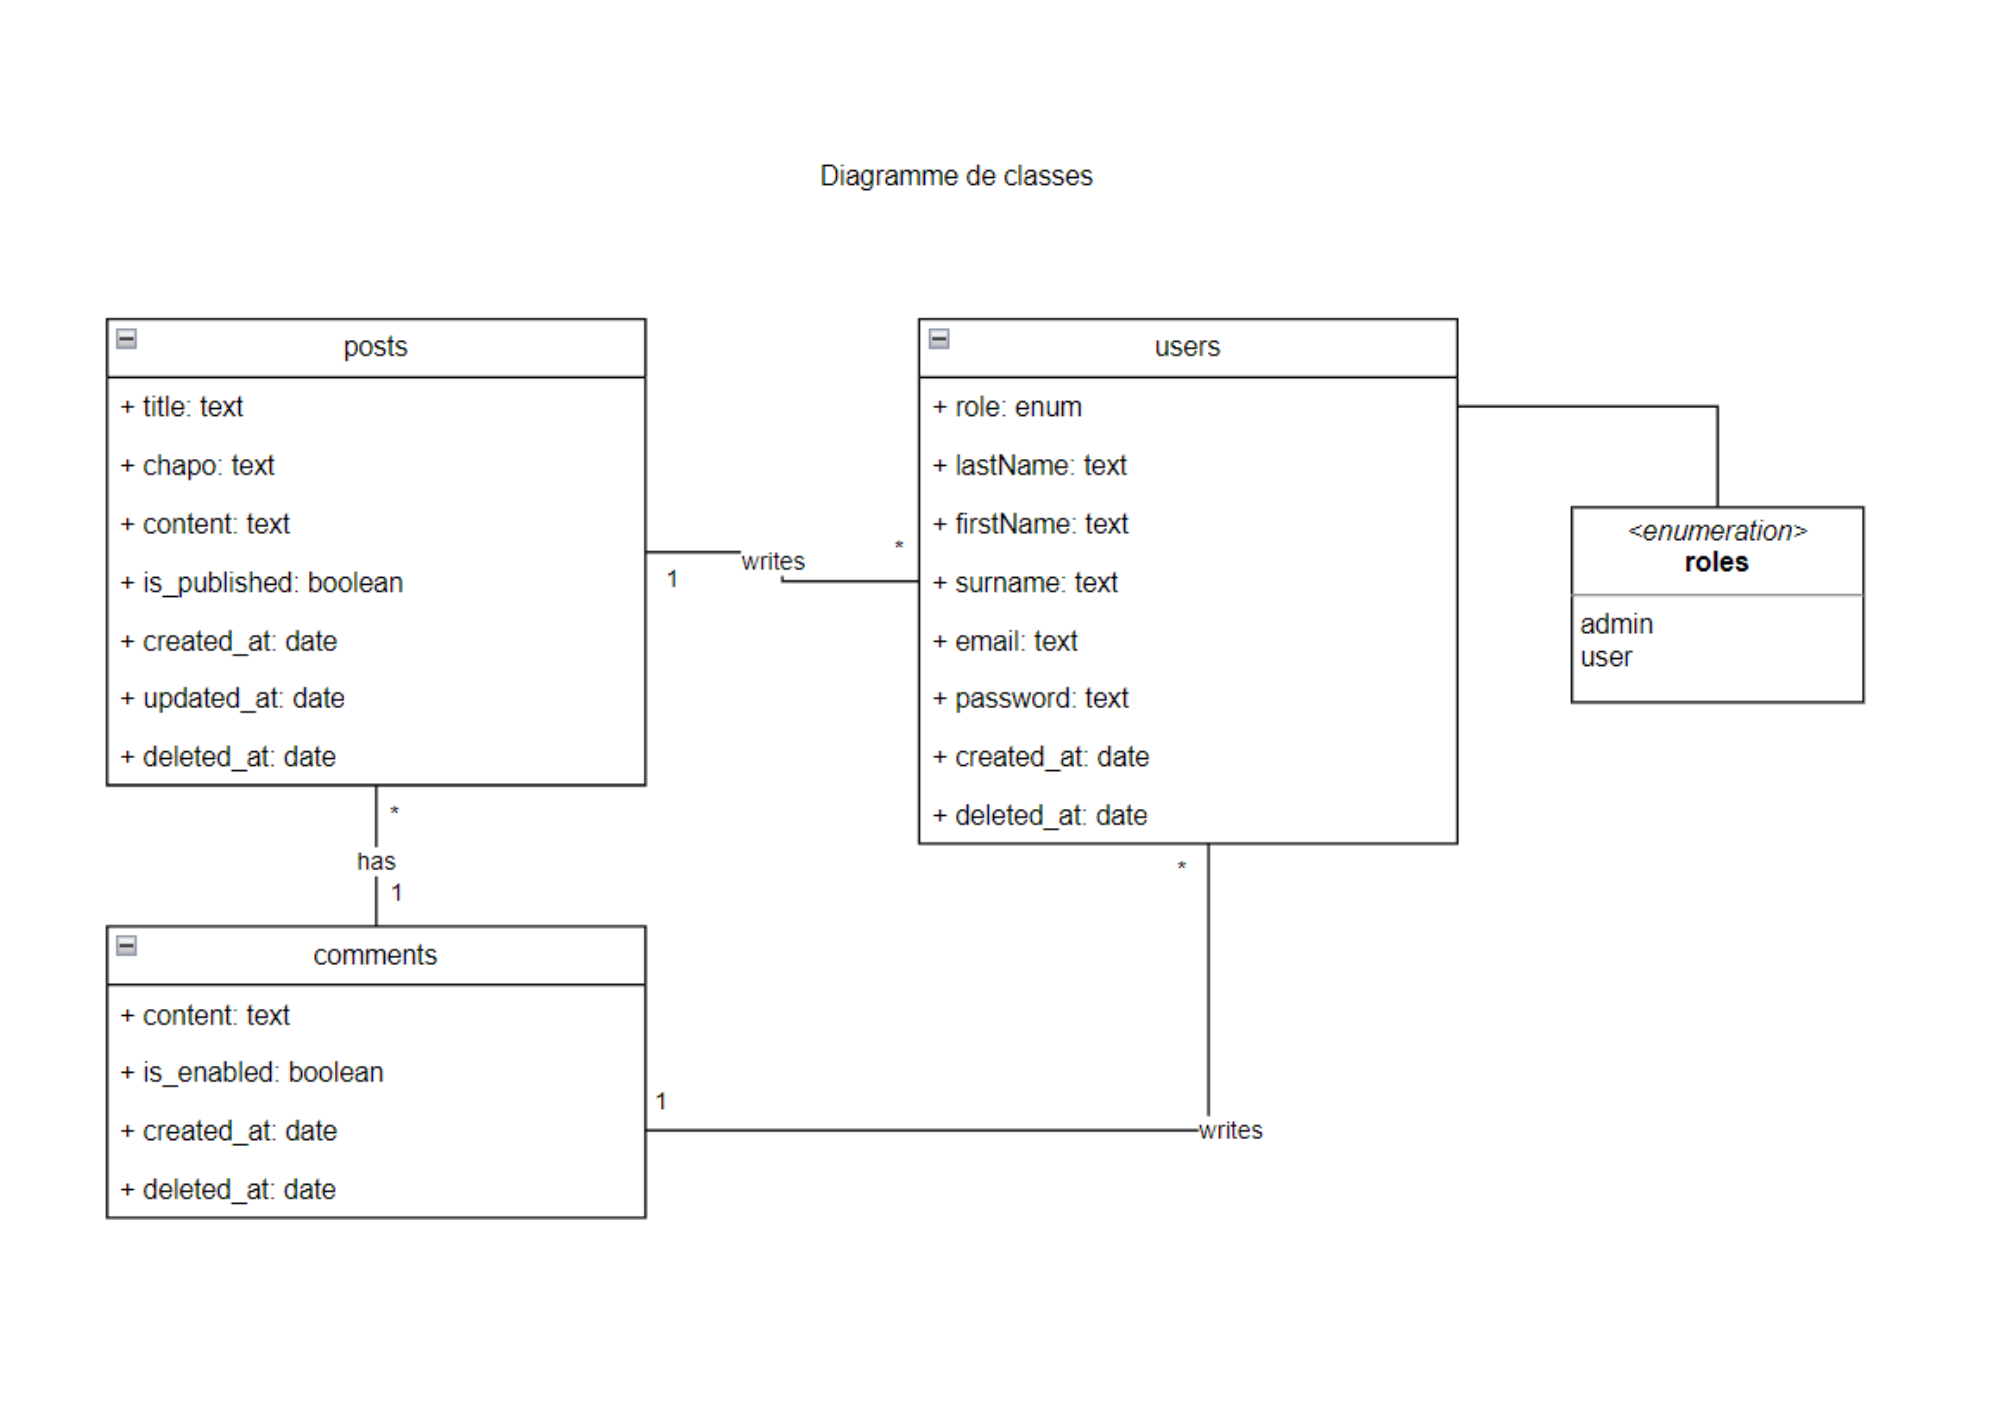 Diagramme de classes
posts
+ title: text
+ chapo: text
+ content: text
+ is_published: boolean
+ created_at: date
+ updated_at: date
+ deleted_at: date
1
writes
*
users
+ role: enum
+ lastName: text
+ firstName: text
+ surname: text
+ email: text
+ password: text
+ created_at: date
+ deleted_at: date
<enumeration>
roles
admin
user
*
has
1
comments
+ content: text
+ is_enabled: boolean
+ created_at: date
+ deleted_at: date
1
writes
*